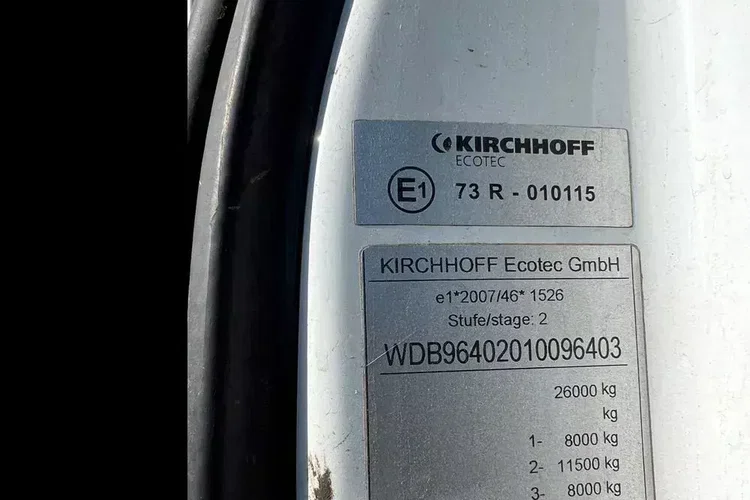 KIRCHHOFF
ECOTEC
E1 73 R - 010115
KIRCHHOFF Ecotec GmbH
e1*2007/46* 1526
Stufe/stage: 2
WDB96402010096403
26000 kg
kg
1- 8000 kg
2- 11500 kg
3- 8000 kg